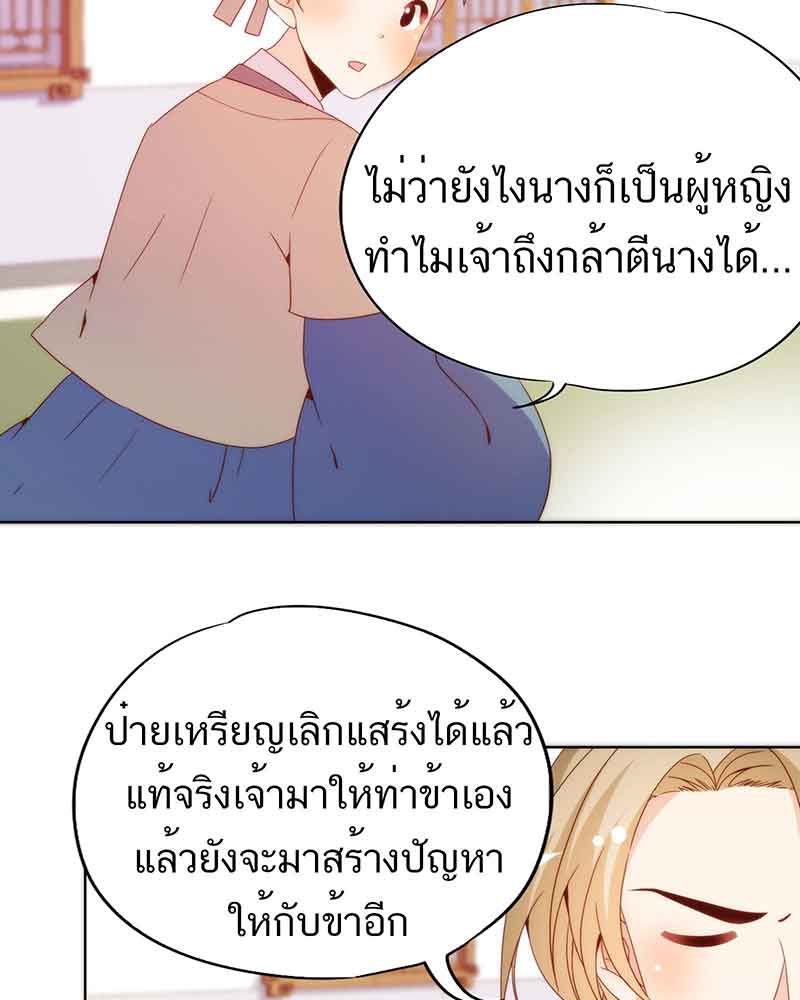 ไม่ว่ายังไงนางก็เป็นผู้หญิง
ทำไมเจ้าถึงกล้าตีนางได้...
ป๋ายเหรียญเลิกแสร้งได้แล้ว
แท้จริงเจ้ามาให้ท่าข้าเอง
แล้วยังจะมาสร้างปัญหา
ให้กับข้าอีก